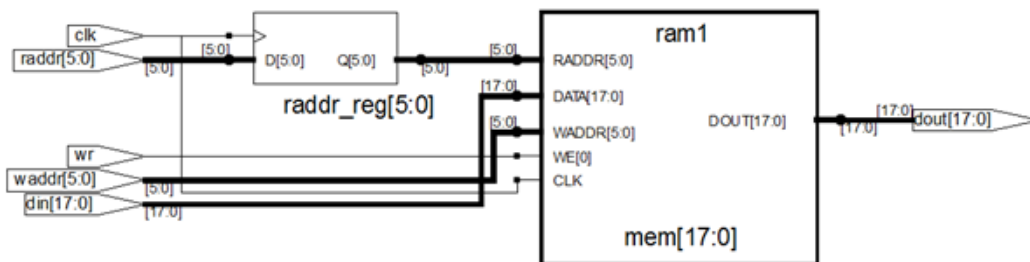 clk
raddr[5:0]
[5:0]
[5:0]
D[5:0]
Q[5:0]
[5:0]
raddr_reg[5:0]
[5:0]
ram1
RADDR[5:0]
[17:0]
DATA[17:0]
[5:0]
WADDR[5:0]
WE[0]
CLK
DOUT[17:0]
[17:0]
[17:0]
dout[17:0]
mem[17:0]
wr
waddr[5:0]
[5:0]
din[17:0]
[17:0]